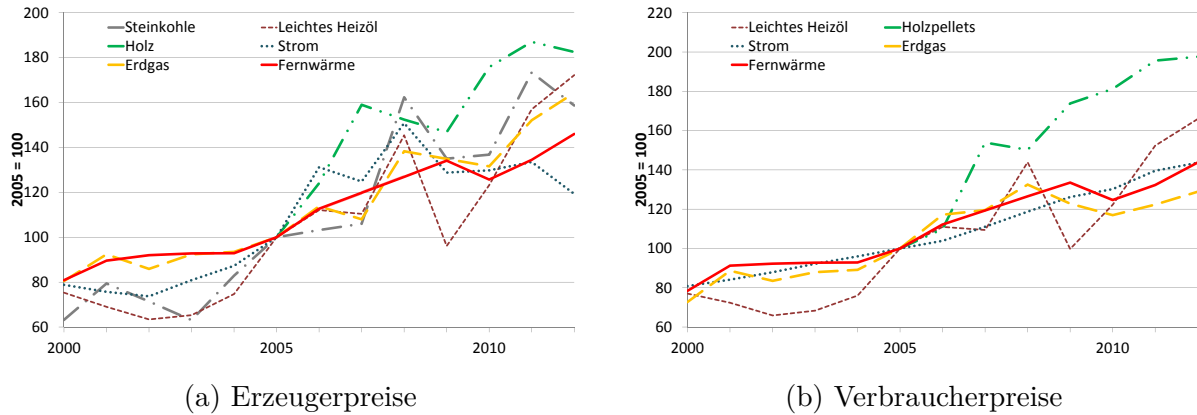 Steinkohle Leichtes Heizöl
Holz Strom
Erdgas Fernwärme
200
180
160
140
120
100
80
60
2005 = 100
2000 2005 2010
(a) Erzeugerpreise
Leichtes Heizöl Holzpellets
Strom Erdgas
Fernwärme
220
200
180
160
140
120
100
80
60
2005 = 100
2000 2005 2010
(b) Verbraucherpreise